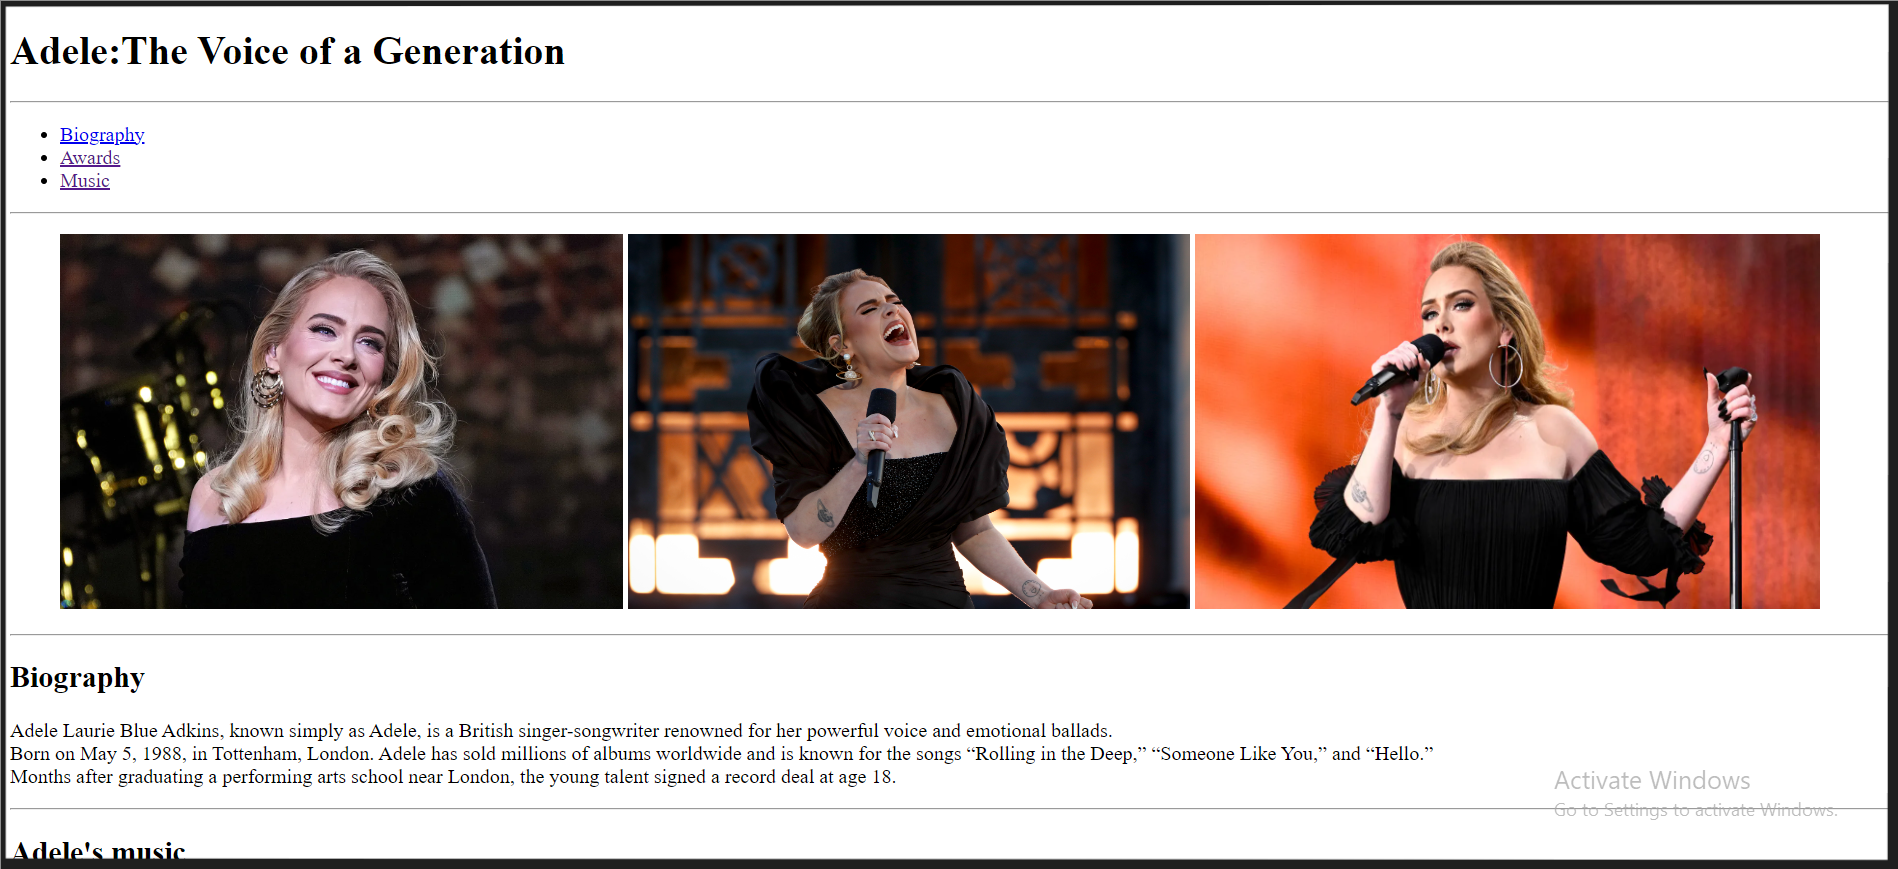 Adele:The Voice of a Generation
Biography
Awards
Music
Biography
Adele Laurie Blue Adkins, known simply as Adele, is a British singer-songwriter renowned for her powerful voice and emotional ballads.
Born on May 5, 1988, in Tottenham, London. Adele has sold millions of albums worldwide and is known for the songs “Rolling in the Deep,” “Someone Like You,” and “Hello.”
Months after graduating a performing arts school near London, the young talent signed a record deal at age 18.
Activate Windows
Go to Settings to activate Windows.
Adele's music